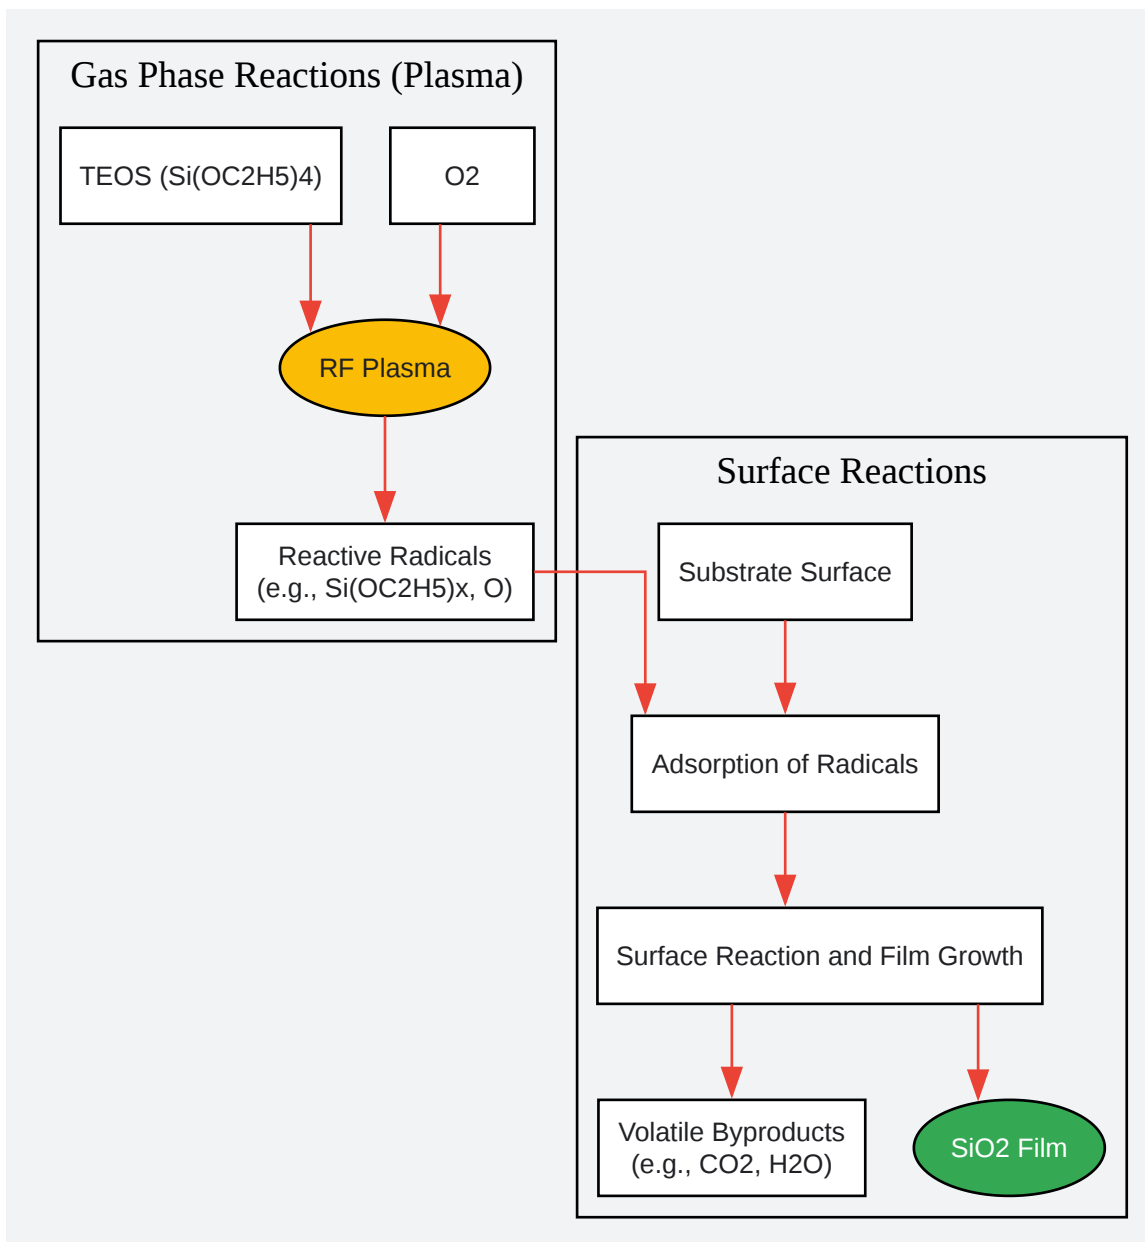 Gas Phase Reactions (Plasma)
TEOS (Si(OC2H5)4)
O2
RF Plasma
Reactive Radicals
(e.g., Si(OC2H5)x, O)
Surface Reactions
Substrate Surface
Adsorption of Radicals
Surface Reaction and Film Growth
Volatile Byproducts
(e.g., CO2, H2O)
SiO2 Film